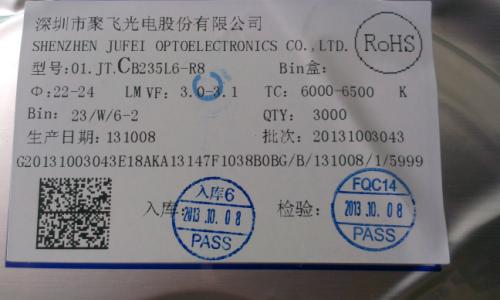 深圳市聚飞光电股份有限公司
SHENZHEN JUFEI OPTOELECTRONICS CO.,LTD.
RoHS
型号:01.JT.CB235L6-R8 Bin盒:
Φ:22-24 LM VF: 3.0-3.1 TC: 6000-6500 K
Bin: 23/W/6-2 QTY: 3000
生产日期:131008 批次:20131003043
G20131003043E18AKA13147F1038B0BG/B/131008/1/5999
入库: 检验:
入库6
2013.10.08
PASS
FQC14
2013.10.08
PASS